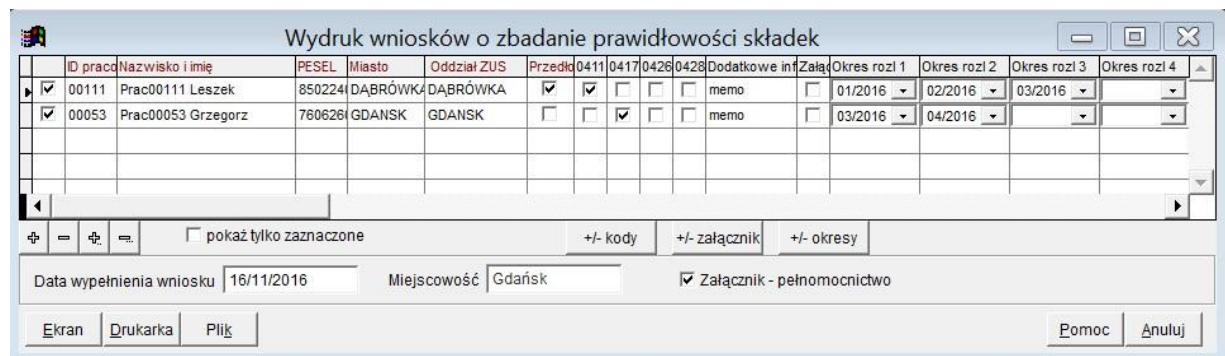 Wydruk wniosków o zbadanie prawidłowości składek
ID praco Nazwisko i imię PESEL Miasto Oddział ZUS Przedło 0411 0417 0426 0428 Dodatkowe inf Załąc Okres rozl 1 Okres rozl 2 Okres rozl 3 Okres rozl 4
00111 Prac00111 Leszek 850224 DĄBRÓWKA DĄBRÓWKA memo 01/2016 02/2016 03/2016
00053 Prac00053 Grzegorz 760626 GDANSK GDANSK memo 03/2016 04/2016
pokaż tylko zaznaczone +/- kody +/- załącznik +/- okresy
Data wypełnienia wniosku 16/11/2016 Miejscowość Gdańsk Załącznik - pełnomocnictwo
Ekran Drukarka Plik Pomoc Anuluj